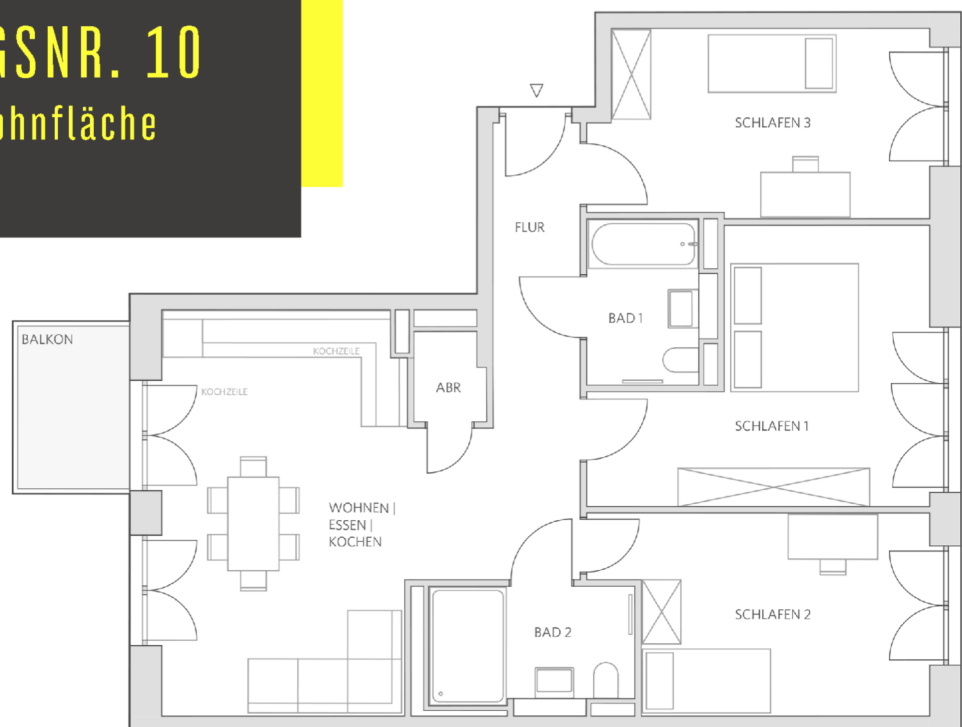 GSNR. 10
ohnfläche
SCHLAFEN 3
FLUR
BAD 1
BALKON
KOCHZEILE
KOCHZEILE
ABR
SCHLAFEN 1
WOHNEN |
ESSEN |
KOCHEN
BAD 2
SCHLAFEN 2